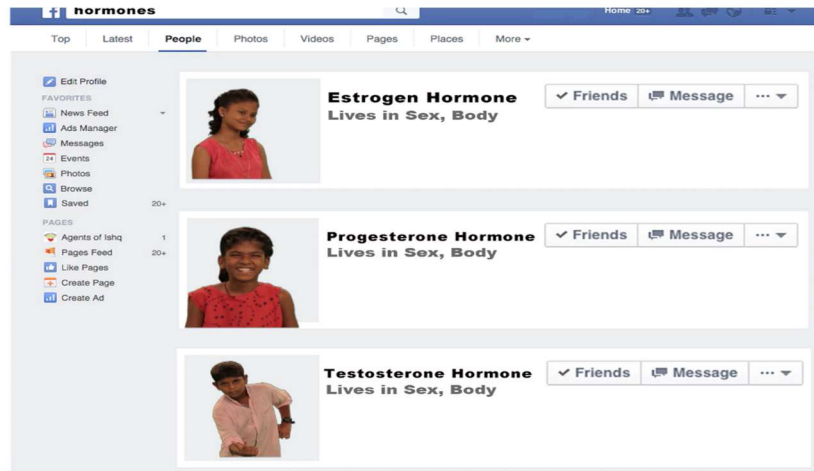 f hormones Home 20+
Top Latest People Photos Videos Pages Places More
Edit Profile
FAVORITES
News Feed
Ads Manager
Messages
24 Events
Photos
Browse
Saved 20+
PAGES
Agents of Ishq 1
Pages Feed 20+
Like Pages
Create Page
Create Ad
Estrogen Hormone
Lives in Sex, Body
✓ Friends Message ...
Progesterone Hormone
Lives in Sex, Body
✓ Friends Message ...
Testosterone Hormone
Lives in Sex, Body
✓ Friends Message ...